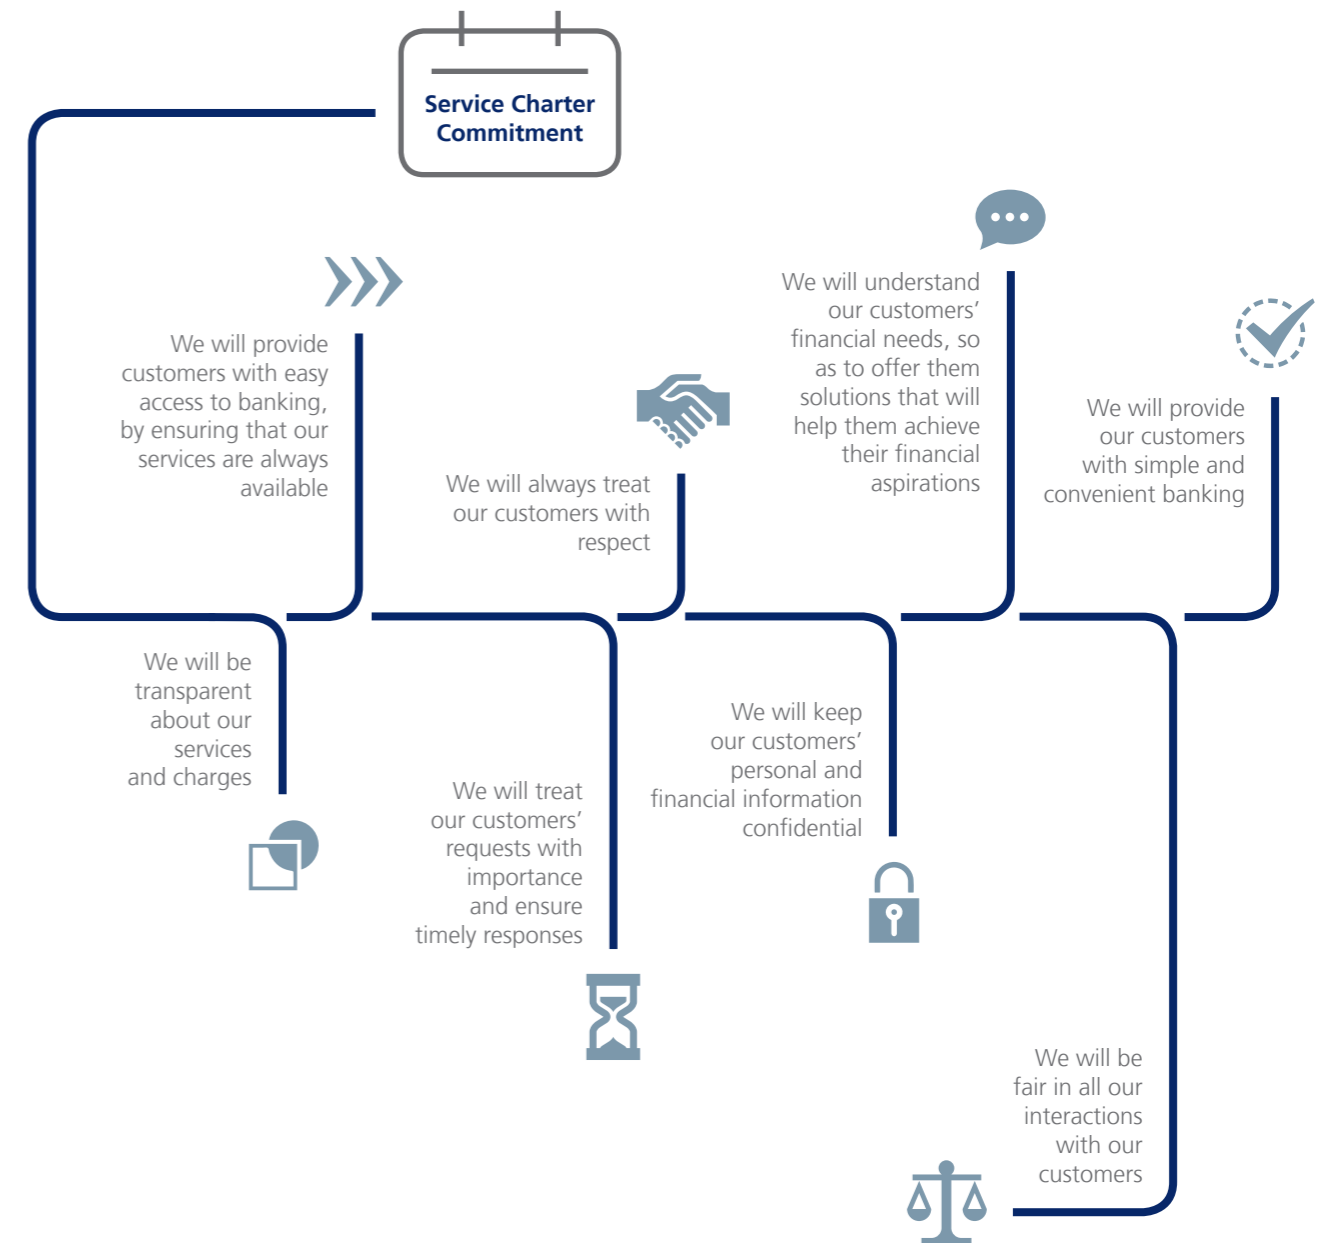 Service Charter
Commitment
We will provide
customers with easy
access to banking,
by ensuring that our
services are always
available
We will always treat
our customers with
respect
We will understand
our customers’
financial needs, so
as to offer them
solutions that will
help them achieve
their financial
aspirations
We will provide
our customers
with simple and
convenient banking
We will be
transparent
about our
services
and charges
We will treat
our customers’
requests with
importance
and ensure
timely responses
We will keep
our customers’
personal and
financial information
confidential
We will be
fair in all our
interactions
with our
customers